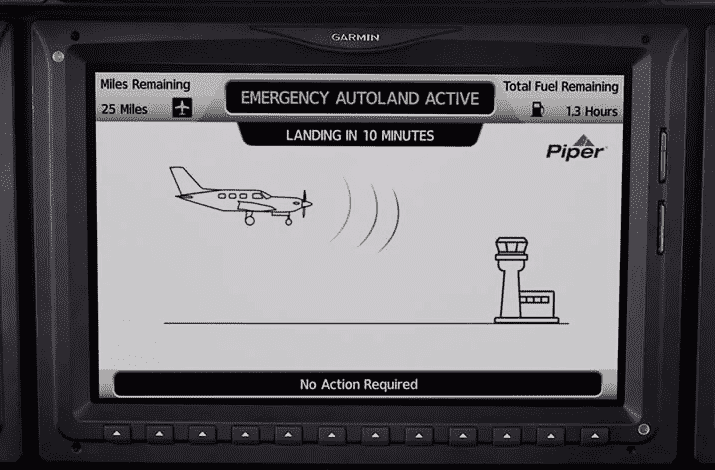 GARMIN
Miles Remaining
25 Miles
EMERGENCY AUTOLAND ACTIVE
Total Fuel Remaining
1.3 Hours
LANDING IN 10 MINUTES
Piper
No Action Required